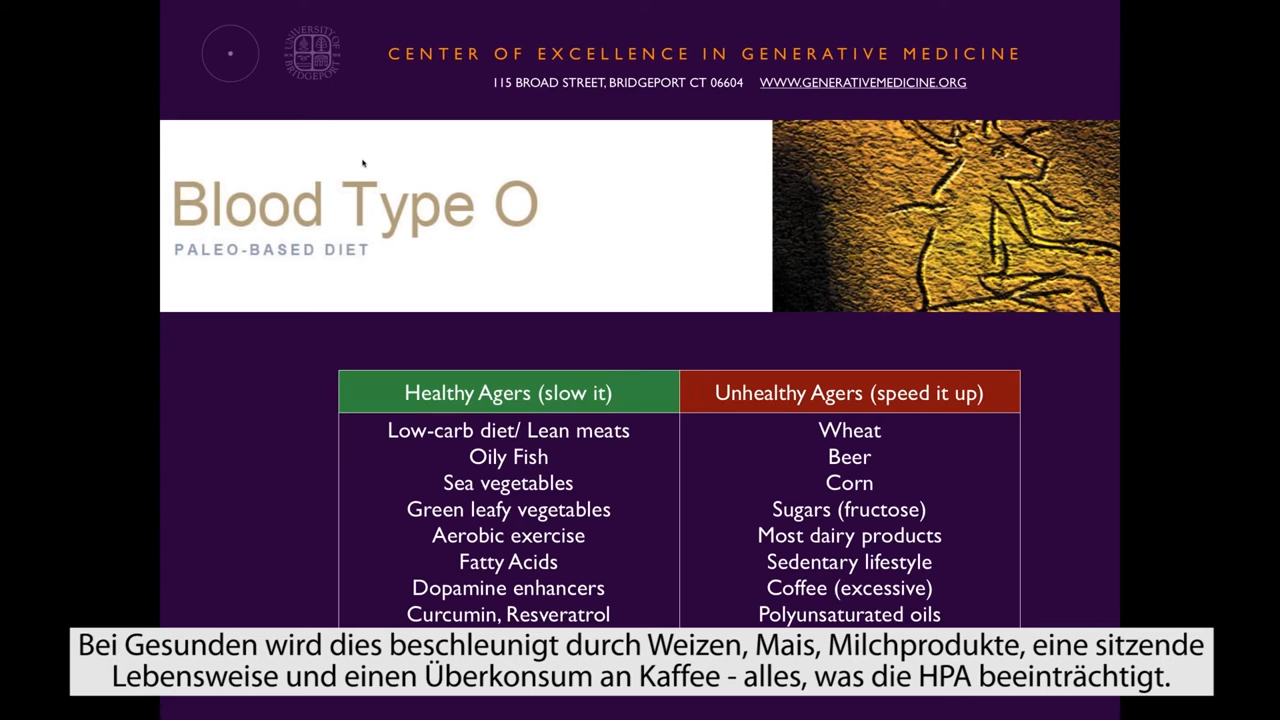 UNIVERSITY OF
BRIDGEPORT
CENTER OF EXCELLENCE IN GENERATIVE MEDICINE
115 BROAD STREET, BRIDGEPORT CT 06604 WWW.GENERATIVEMEDICINE.ORG
Blood Type O
PALEO-BASED DIET
Healthy Agers (slow it) Unhealthy Agers (speed it up)
Low-carb diet/ Lean meats Wheat
Oily Fish Beer
Sea vegetables Corn
Green leafy vegetables Sugars (fructose)
Aerobic exercise Most dairy products
Fatty Acids Sedentary lifestyle
Dopamine enhancers Coffee (excessive)
Curcumin, Resveratrol Polyunsaturated oils
Bei Gesunden wird dies beschleunigt durch Weizen, Mais, Milchprodukte, eine sitzende
Lebensweise und einen Überkonsum an Kaffee - alles, was die HPA beeinträchtigt.